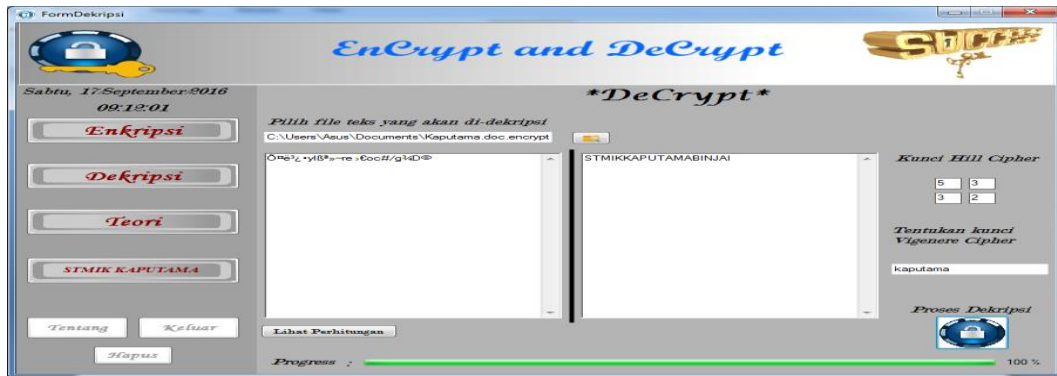 FormDekripsi
EnCrypt and DeCrypt
SUCCESS
Sabtu, 17.September.2016
09:12:01
*DeCrypt*
Enkripsi
Pilih file teks yang akan di-dekripsi
C:\Users\Asus\Documents\Kaputama.doc.encrypt
STMIKKAPUTAMABINJAI
Kunci Hill Cipher
Dekripsi
5 3
3 2
Teori
Tentukan kunci
Vigenere Cipher
STMIK KAPUTAMA
kaputama
Proses Dekripsi
Tentang Keluar
Lihat Perhitungan
Hapus
Progress : 100 %